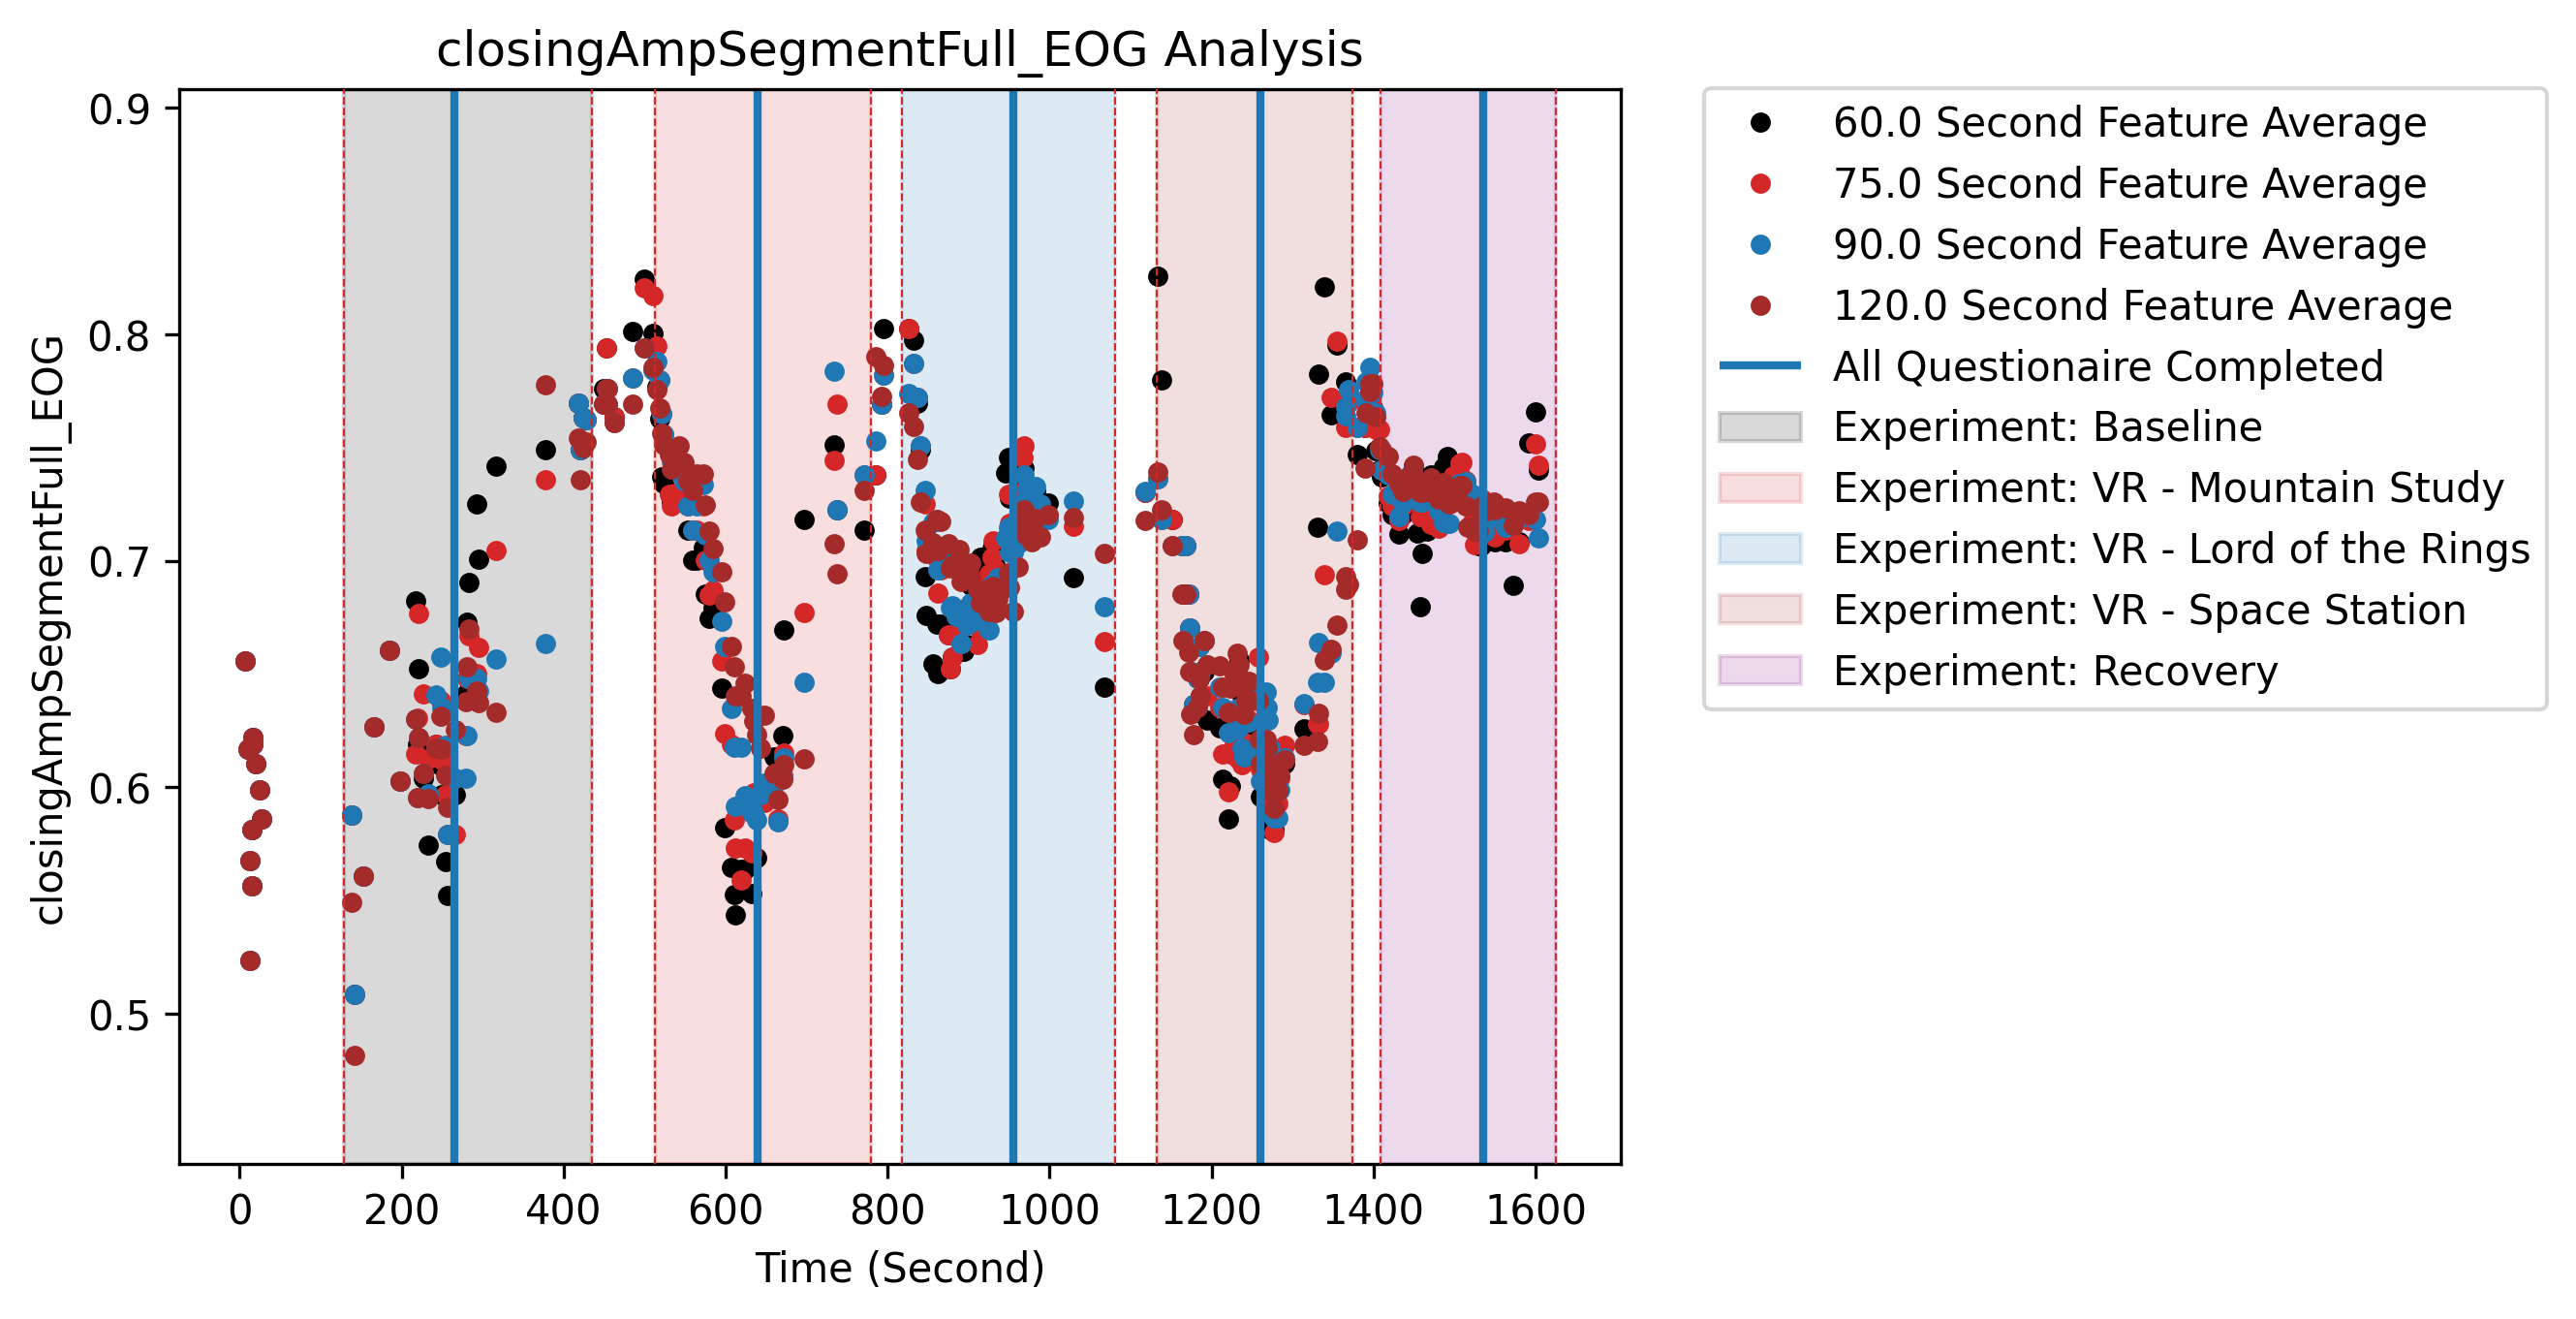 closingAmpSegmentFull_EOG Analysis
closingAmpSegmentFull_EOG
0.9
0.8
0.7
0.6
0.5
0 200 400 600 800 1000 1200 1400 1600
Time (Second)
60.0 Second Feature Average
75.0 Second Feature Average
90.0 Second Feature Average
120.0 Second Feature Average
All Questionaire Completed
Experiment: Baseline
Experiment: VR - Mountain Study
Experiment: VR - Lord of the Rings
Experiment: VR - Space Station
Experiment: Recovery